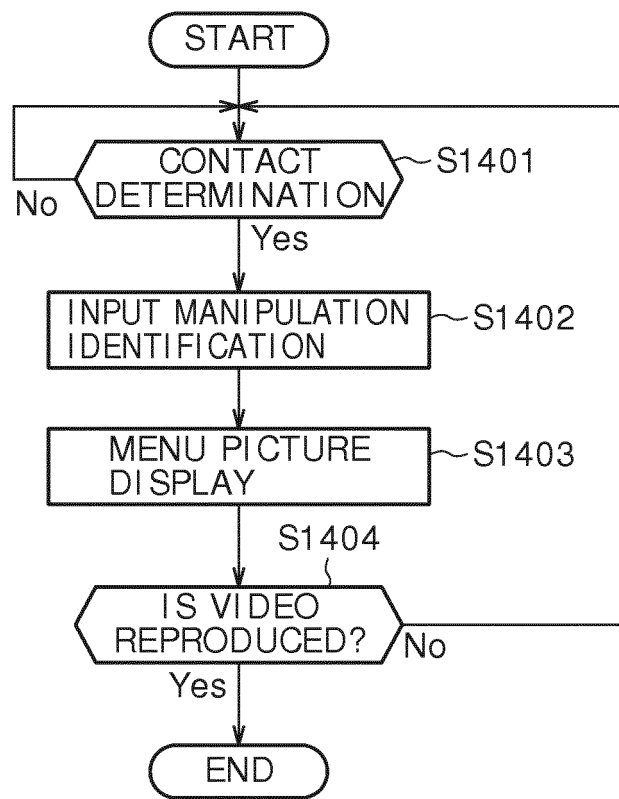 START
CONTACT
DETERMINATION
S1401
No
Yes
INPUT MANIPULATION
IDENTIFICATION
S1402
MENU PICTURE
DISPLAY
S1403
S1404
IS VIDEO
REPRODUCED?
No
Yes
END